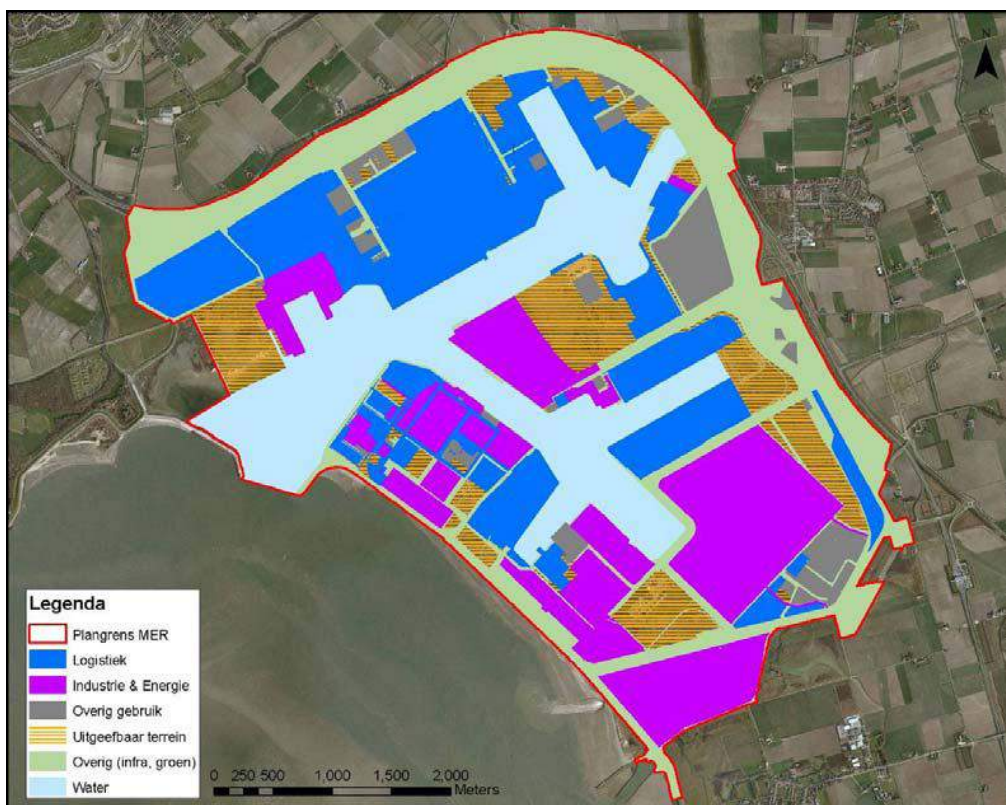 N
Legenda
Plangrens MER
Logistiek
Industrie & Energie
Overig gebruik
Uitgeefbaar terrein
Overig (infra, groen)
Water
0 250 500 1,000 1,500 2,000
Meters